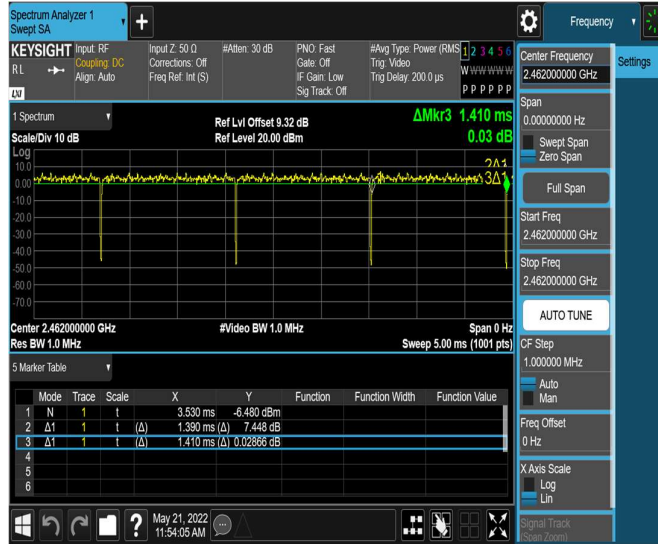 Spectrum Analyzer 1
Swept SA
Frequency
KEYSIGHT
RL
LXI
Input: RF
Coupling: DC
Align: Auto
Input Z: 50 Ω
Corrections: Off
Freq Ref: Int (S)
#Atten: 30 dB
PNO: Fast
Gate: Off
IF Gain: Low
Sig Track: Off
#Avg Type: Power (RMS
Trig: Video
Trig Delay: 200.0 µs
1 2 3 4 5 6
W W W W W W
P P P P P P
1 Spectrum
Scale/Div 10 dB
Ref Lvl Offset 9.32 dB
Ref Level 20.00 dBm
ΔMkr3 1.410 ms
0.03 dB
Log
10.0
0.00
-10.0
-20.0
-30.0
-40.0
-50.0
-60.0
-70.0
2Δ1
3Δ1
Center 2.462000000 GHz
#Video BW 1.0 MHz
Span 0 Hz
Res BW 1.0 MHz
Sweep 5.00 ms (1001 pts)
5 Marker Table
Mode Trace Scale X Y Function Function Width Function Value
1 N 1 t 3.530 ms -6.480 dBm
2 Δ1 1 t (Δ) 1.390 ms (Δ) 7.448 dB
3 Δ1 1 t (Δ) 1.410 ms (Δ) 0.02866 dB
4
5
6
May 21, 2022
11:54:05 AM
Center Frequency
2.462000000 GHz
Settings
Span
0.00000000 Hz
Swept Span
Zero Span
Full Span
Start Freq
2.462000000 GHz
Stop Freq
2.462000000 GHz
AUTO TUNE
CF Step
1.000000 MHz
Auto
Man
Freq Offset
0 Hz
X Axis Scale
Log
Lin
Signal Track
(Span Zoom)